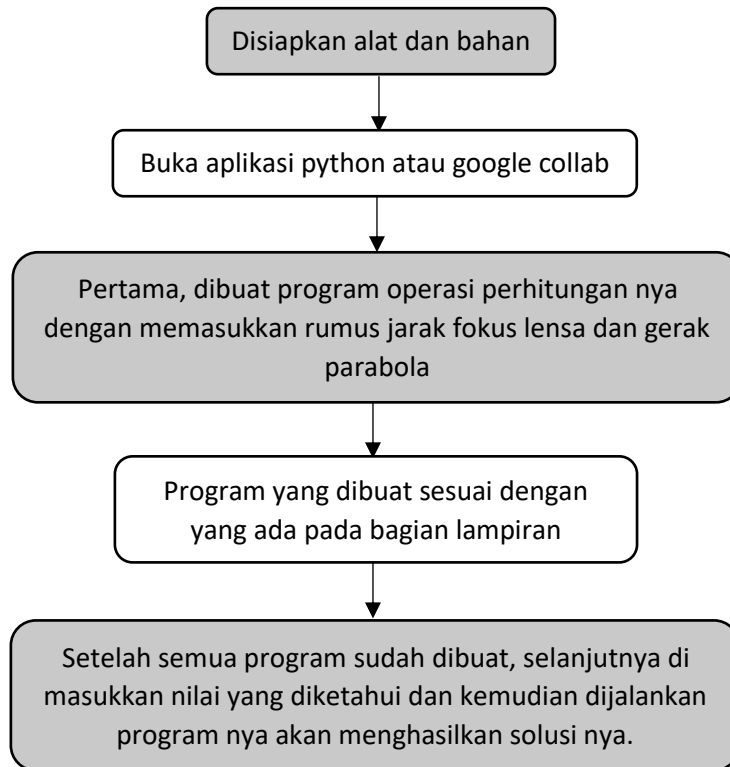 Disiapkan alat dan bahan
Buka aplikasi python atau google collab
Pertama, dibuat program operasi perhitungan nya
dengan memasukkan rumus jarak fokus lensa dan gerak
parabola
Program yang dibuat sesuai dengan
yang ada pada bagian lampiran
Setelah semua program sudah dibuat, selanjutnya di
masukkan nilai yang diketahui dan kemudian dijalankan
program nya akan menghasilkan solusi nya.